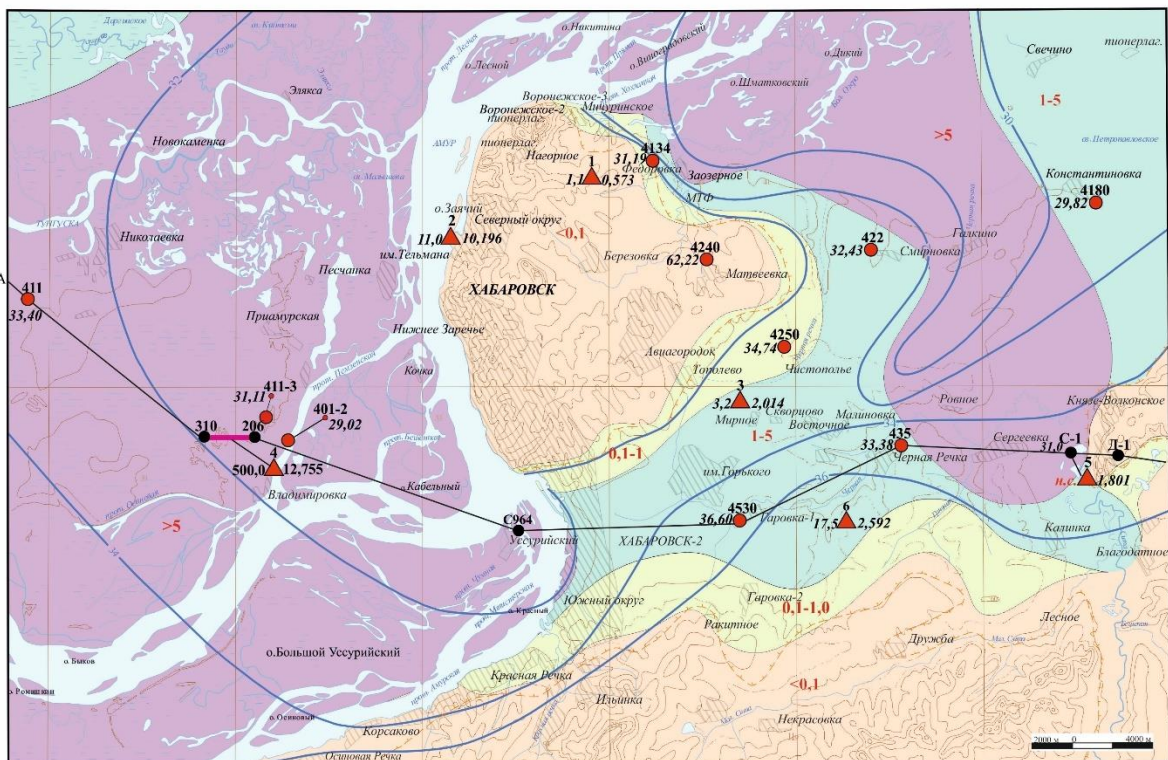 Дарданское
о.Никитина
о.Виноградовский
о.Дикий
Свечино
пионерлаг.
о.Лесной
о.Шматковский
Элякса
Воронежское-3
Воронежское-2
Мичуринское
пионерлаг.
1-5
Новокаменка
АМУР
пионерлаг.
Нагорное
1
1,1
0,573
4134
31,19
Федоровка
Заозерное
>5
30
Константиновка
4180
29,82
ТУНГУСКА
МТФ
о.Заячий
Северный округ
2
11,0
10,196
<0,1
Николаевка
им.Тельмана
Галкино
422
32,43
Смирновка
Песчанка
Березовка
4240
62,22
Матвеевка
А
411
33,40
ХАБАРОВСК
Приамурская
Нижнее Заречье
Авиагородок
4250
34,74
Чистополье
Тополево
Кочка
411-3
31,11
401-2
29,02
3
3,2
2,014
Мирное
Скворцово
Восточное
Малиновка
Ровное
Князе-Волконское
1-5
310
206
435
33,38
Черная Речка
Сергеевка
С-1
31,0
Д-1
4
500,0
12,755
0,1-1
им.Горького
5
н.с.
1,801
Владимировка
о.Кабельный
36
>5
С964
Уссурийский
4530
36,60
Гаровка-1
6
17,5
2,592
ХАБАРОВСК-2
Калинка
Благодатное
34
Южный округ
Гаровка-2
0,1-1,0
о.Красный
Ракитное
Лесное
Дружба
о.Большой Уссурийский
о.Быков
Красная Речка
<0,1
Ильинка
Некрасовка
о.Осиновый
Корсаково
Осиновая Речка
2000 м
0
4000 м